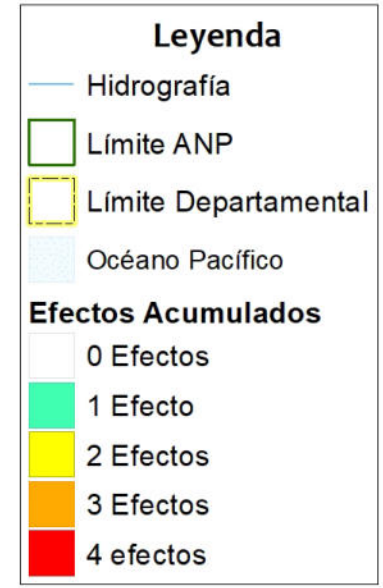 Leyenda
Hidrografía
Límite ANP
Límite Departamental
Océano Pacífico
Efectos Acumulados
0 Efectos
1 Efecto
2 Efectos
3 Efectos
4 efectos